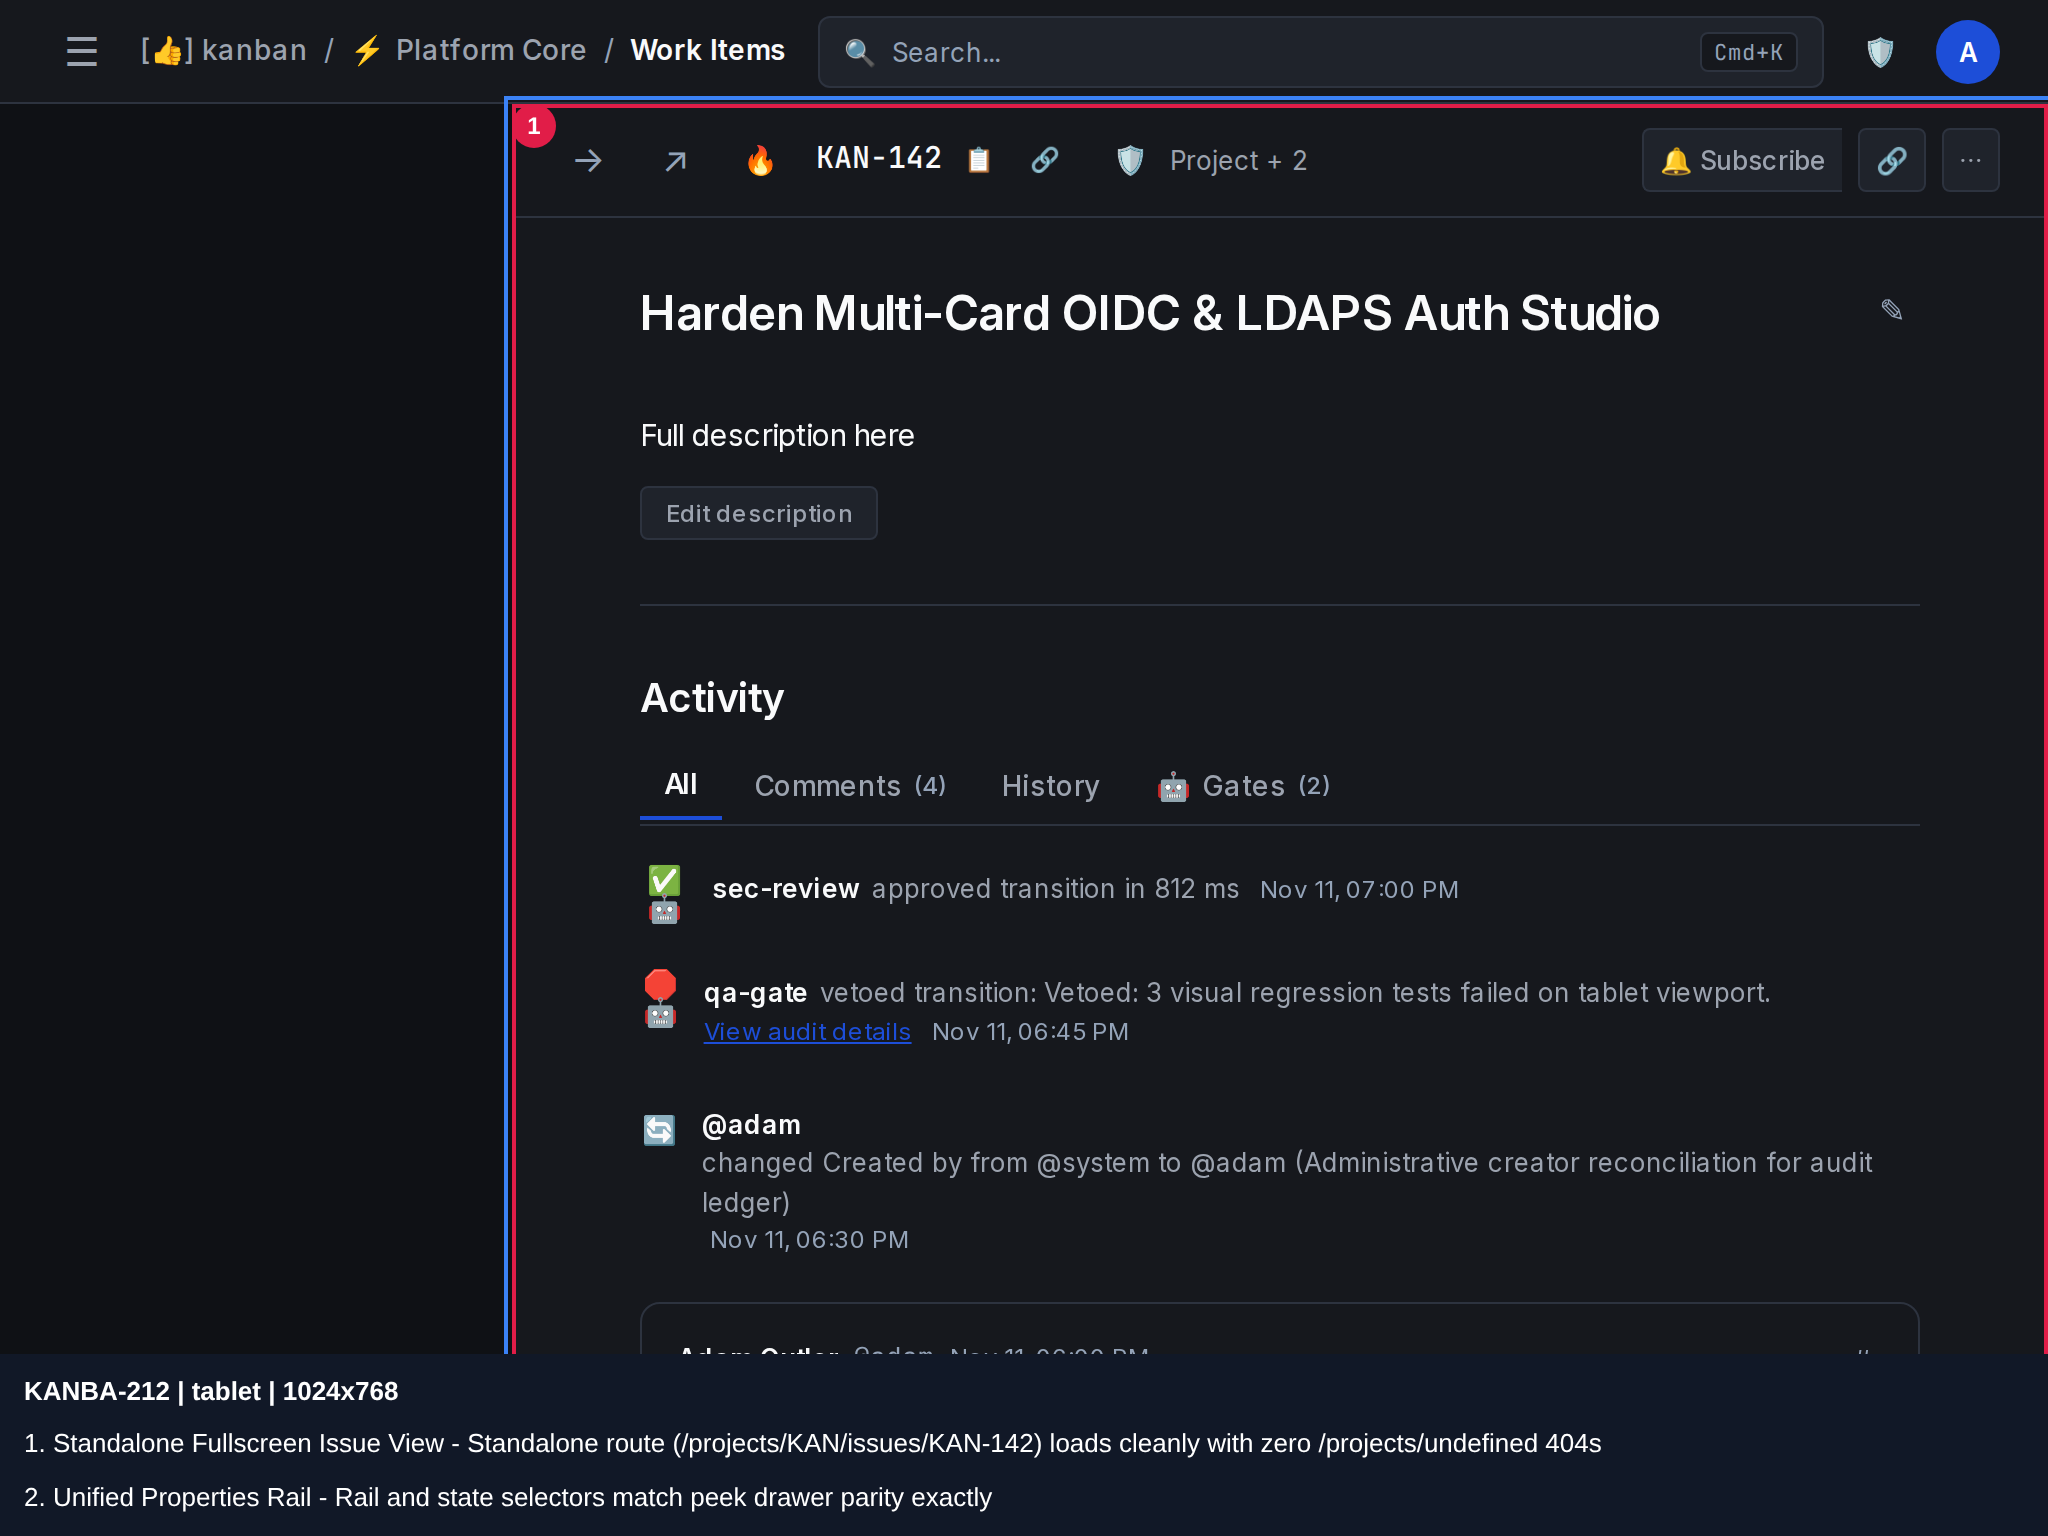 [👍] kanban / ⚡ Platform Core / Work Items
🔍 Search... Cmd+K
A
1
→ ↗ 🔥 KAN-142 📋 🔗 🛡️ Project + 2
🔔 Subscribe 🔗 ...
Harden Multi-Card OIDC & LDAPS Auth Studio
Full description here
Edit description
Activity
All Comments (4) History 🤖 Gates (2)
sec-review approved transition in 812 ms Nov 11, 07:00 PM
qa-gate vetoed transition: Vetoed: 3 visual regression tests failed on tablet viewport.
View audit details Nov 11, 06:45 PM
@adam
changed Created by from @system to @adam (Administrative creator reconciliation for audit
ledger)
Nov 11, 06:30 PM
KANBA-212 | tablet | 1024x768
1. Standalone Fullscreen Issue View - Standalone route (/projects/KAN/issues/KAN-142) loads cleanly with zero /projects/undefined 404s
2. Unified Properties Rail - Rail and state selectors match peek drawer parity exactly